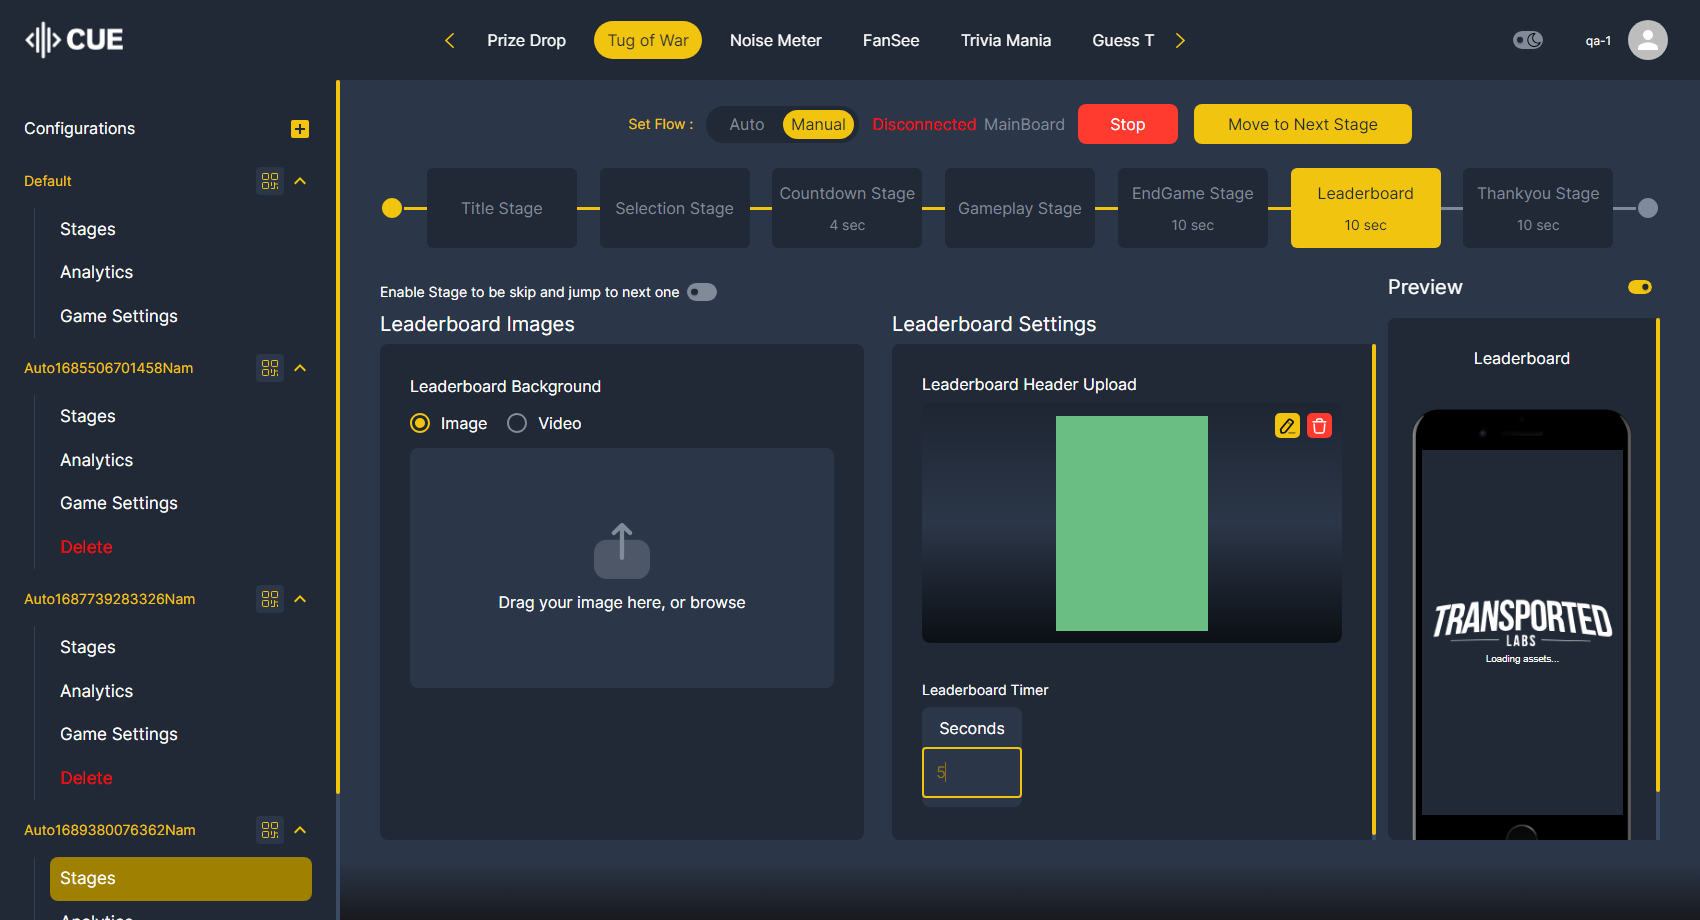 CUE
Prize Drop
Tug of War
Noise Meter
FanSee
Trivia Mania
Guess T
qa-1
Configurations
Default
Stages
Analytics
Game Settings
Auto1685506701458Nam
Stages
Analytics
Game Settings
Delete
Auto1687739283326Nam
Stages
Analytics
Game Settings
Delete
Auto1689380076362Nam
Stages
Analytics
Set Flow :
Auto
Manual
Disconnected MainBoard
Stop
Move to Next Stage
Title Stage
Selection Stage
Countdown Stage
4 sec
Gameplay Stage
EndGame Stage
10 sec
Leaderboard
10 sec
Thankyou Stage
10 sec
Enable Stage to be skip and jump to next one
Leaderboard Images
Leaderboard Background
Image
Video
Drag your image here, or browse
Leaderboard Settings
Leaderboard Header Upload
Leaderboard Timer
Seconds
5
Preview
Leaderboard
TRANSPORTED
LABS
Loading assets...